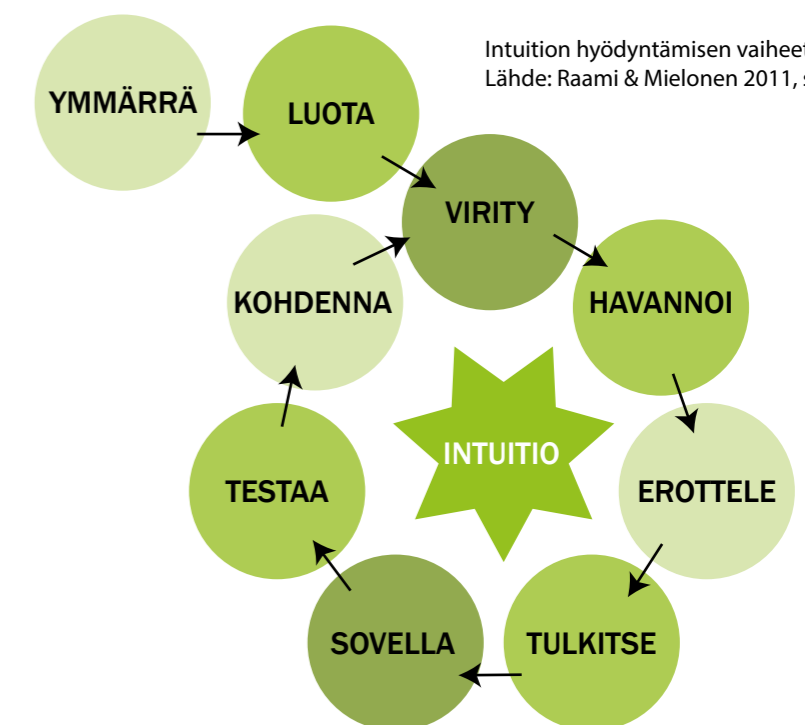 Intuition hyödyntämisen vaiheet
Lähde: Raami & Mielonen 2011, s
YMMÄRRÄ
LUOTA
VIRITY
HAVANNOI
EROTTELE
TULKITSE
SOVELLA
TESTAA
KOHDENNA
INTUITIO